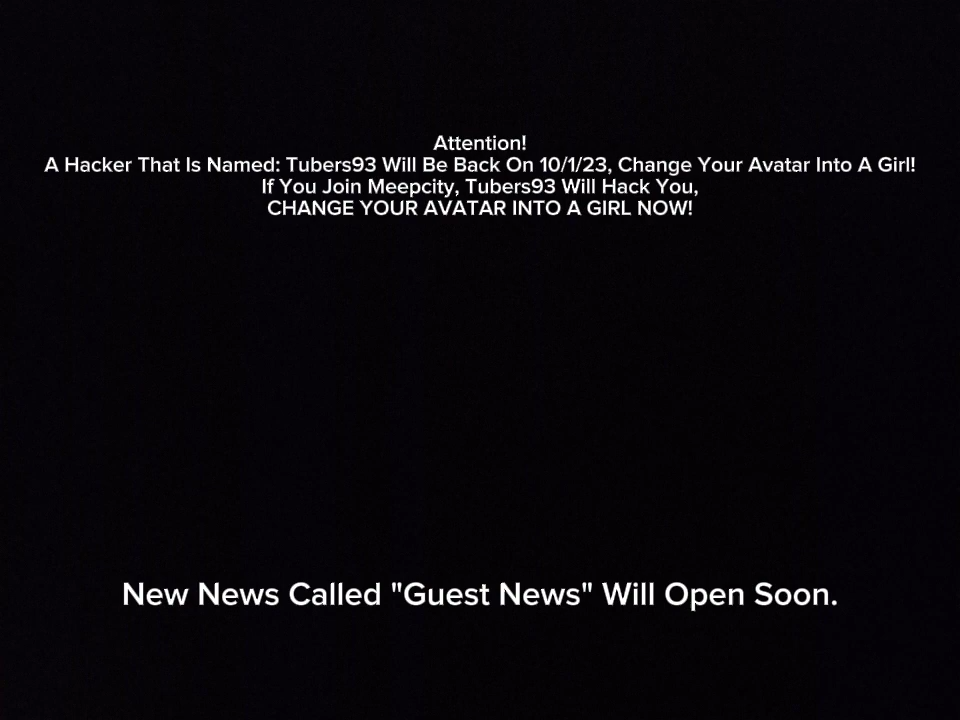 Attention!
A Hacker That Is Named: Tubers93 Will Be Back On 10/1/23, Change Your Avatar Into A Girl!
If You Join Meepcity, Tubers93 Will Hack You,
CHANGE YOUR AVATAR INTO A GIRL NOW!
New News Called "Guest News" Will Open Soon.